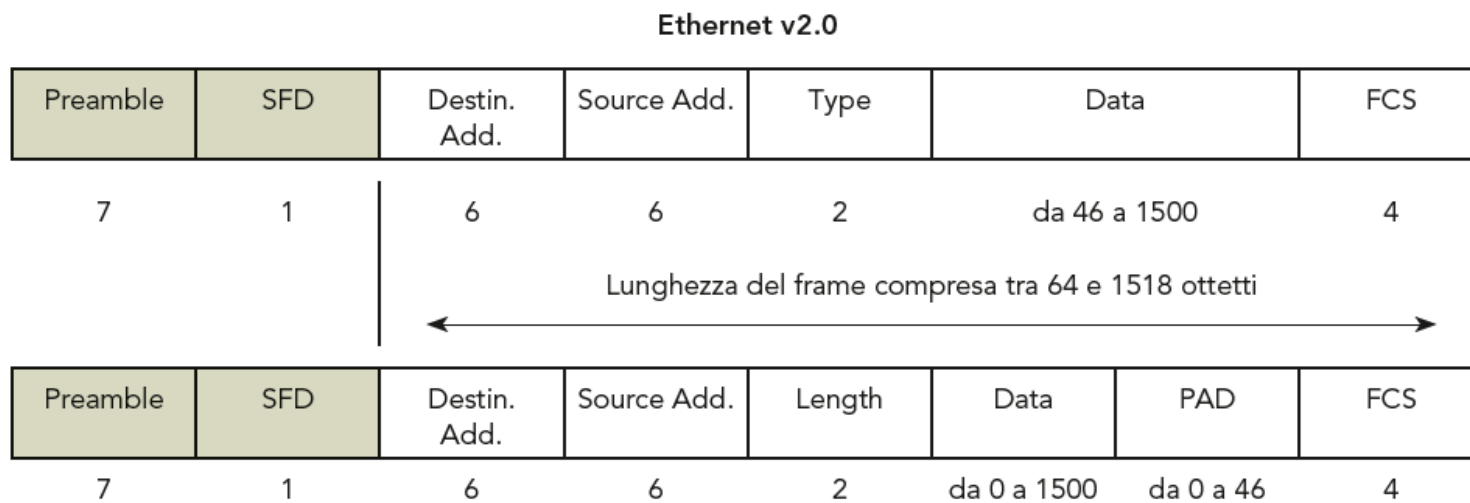 Ethernet v2.0
Preamble SFD Destin. Add. Source Add. Type Data FCS
7 1 6 6 2 da 46 a 1500 4
Lunghezza del frame compresa tra 64 e 1518 ottetti
Preamble SFD Destin. Add. Source Add. Length Data PAD FCS
7 1 6 6 2 da 0 a 1500 da 0 a 46 4